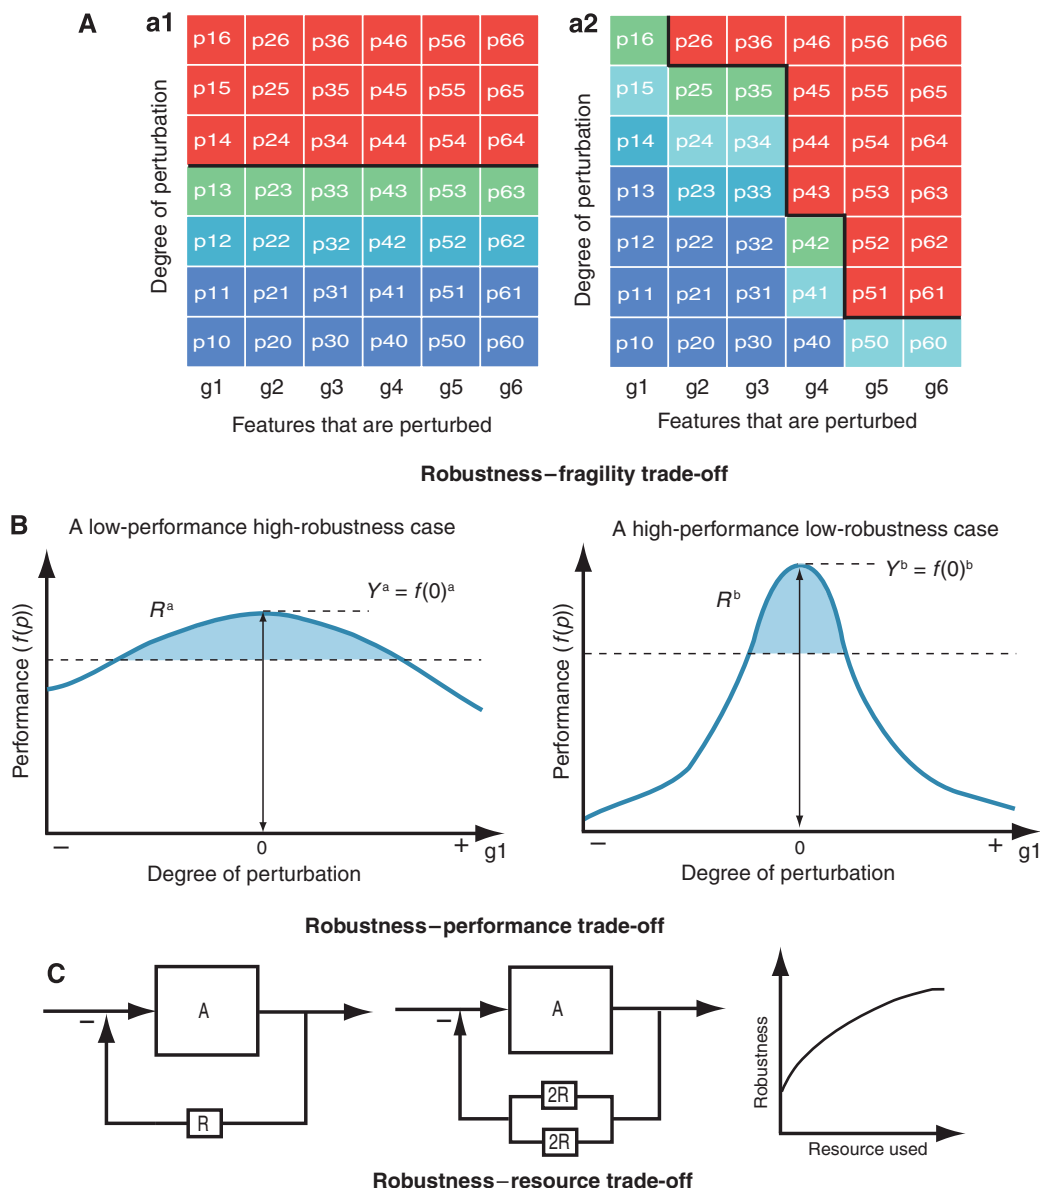 A
a1
p16 p26 p36 p46 p56 p66
p15 p25 p35 p45 p55 p65
p14 p24 p34 p44 p54 p64
p13 p23 p33 p43 p53 p63
p12 p22 p32 p42 p52 p62
p11 p21 p31 p41 p51 p61
p10 p20 p30 p40 p50 p60
g1 g2 g3 g4 g5 g6
Degree of perturbation
Features that are perturbed
a2
p16 p26 p36 p46 p56 p66
p15 p25 p35 p45 p55 p65
p14 p24 p34 p44 p54 p64
p13 p23 p33 p43 p53 p63
p12 p22 p32 p42 p52 p62
p11 p21 p31 p41 p51 p61
p10 p20 p30 p40 p50 p60
g1 g2 g3 g4 g5 g6
Degree of perturbation
Features that are perturbed
Robustness–fragility trade-off
B
A low-performance high-robustness case
Yᵃ = f(0)ᵃ
Rᵃ
Performance (f(p))
– 0 + g1
Degree of perturbation
A high-performance low-robustness case
Yᵇ = f(0)ᵇ
Rᵇ
Performance (f(p))
– 0 + g1
Degree of perturbation
Robustness–performance trade-off
C
A
–
R
A
–
2R
2R
Robustness
Resource used
Robustness–resource trade-off